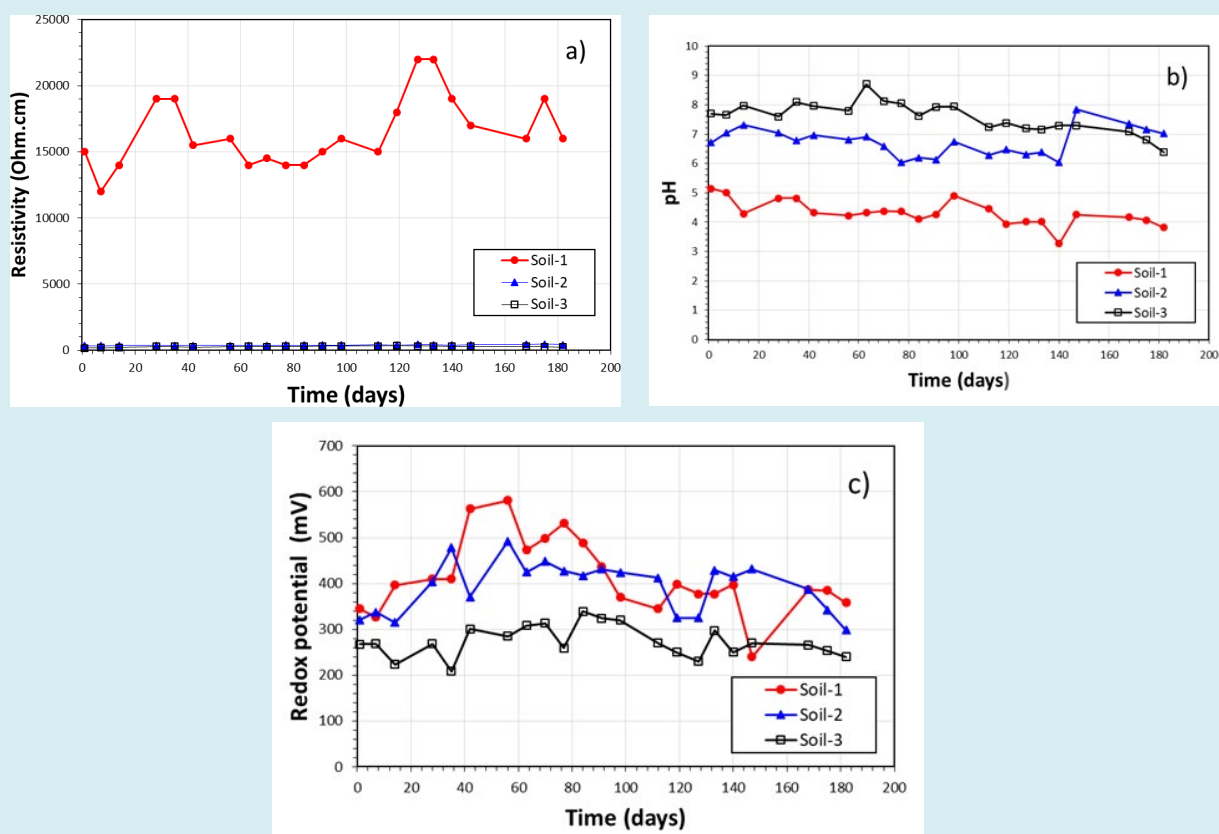 a)
25000
20000
15000
10000
5000
0
Resistivity (Ohm.cm)
Soil-1
Soil-2
Soil-3
0 20 40 60 80 100 120 140 160 180 200
Time (days)
b)
10
9
8
7
6
5
4
3
2
1
0
pH
Soil-1
Soil-2
Soil-3
0 20 40 60 80 100 120 140 160 180 200
Time (days)
c)
700
600
500
400
300
200
100
0
Redox potential (mV)
Soil-1
Soil-2
Soil-3
0 20 40 60 80 100 120 140 160 180 200
Time (days)